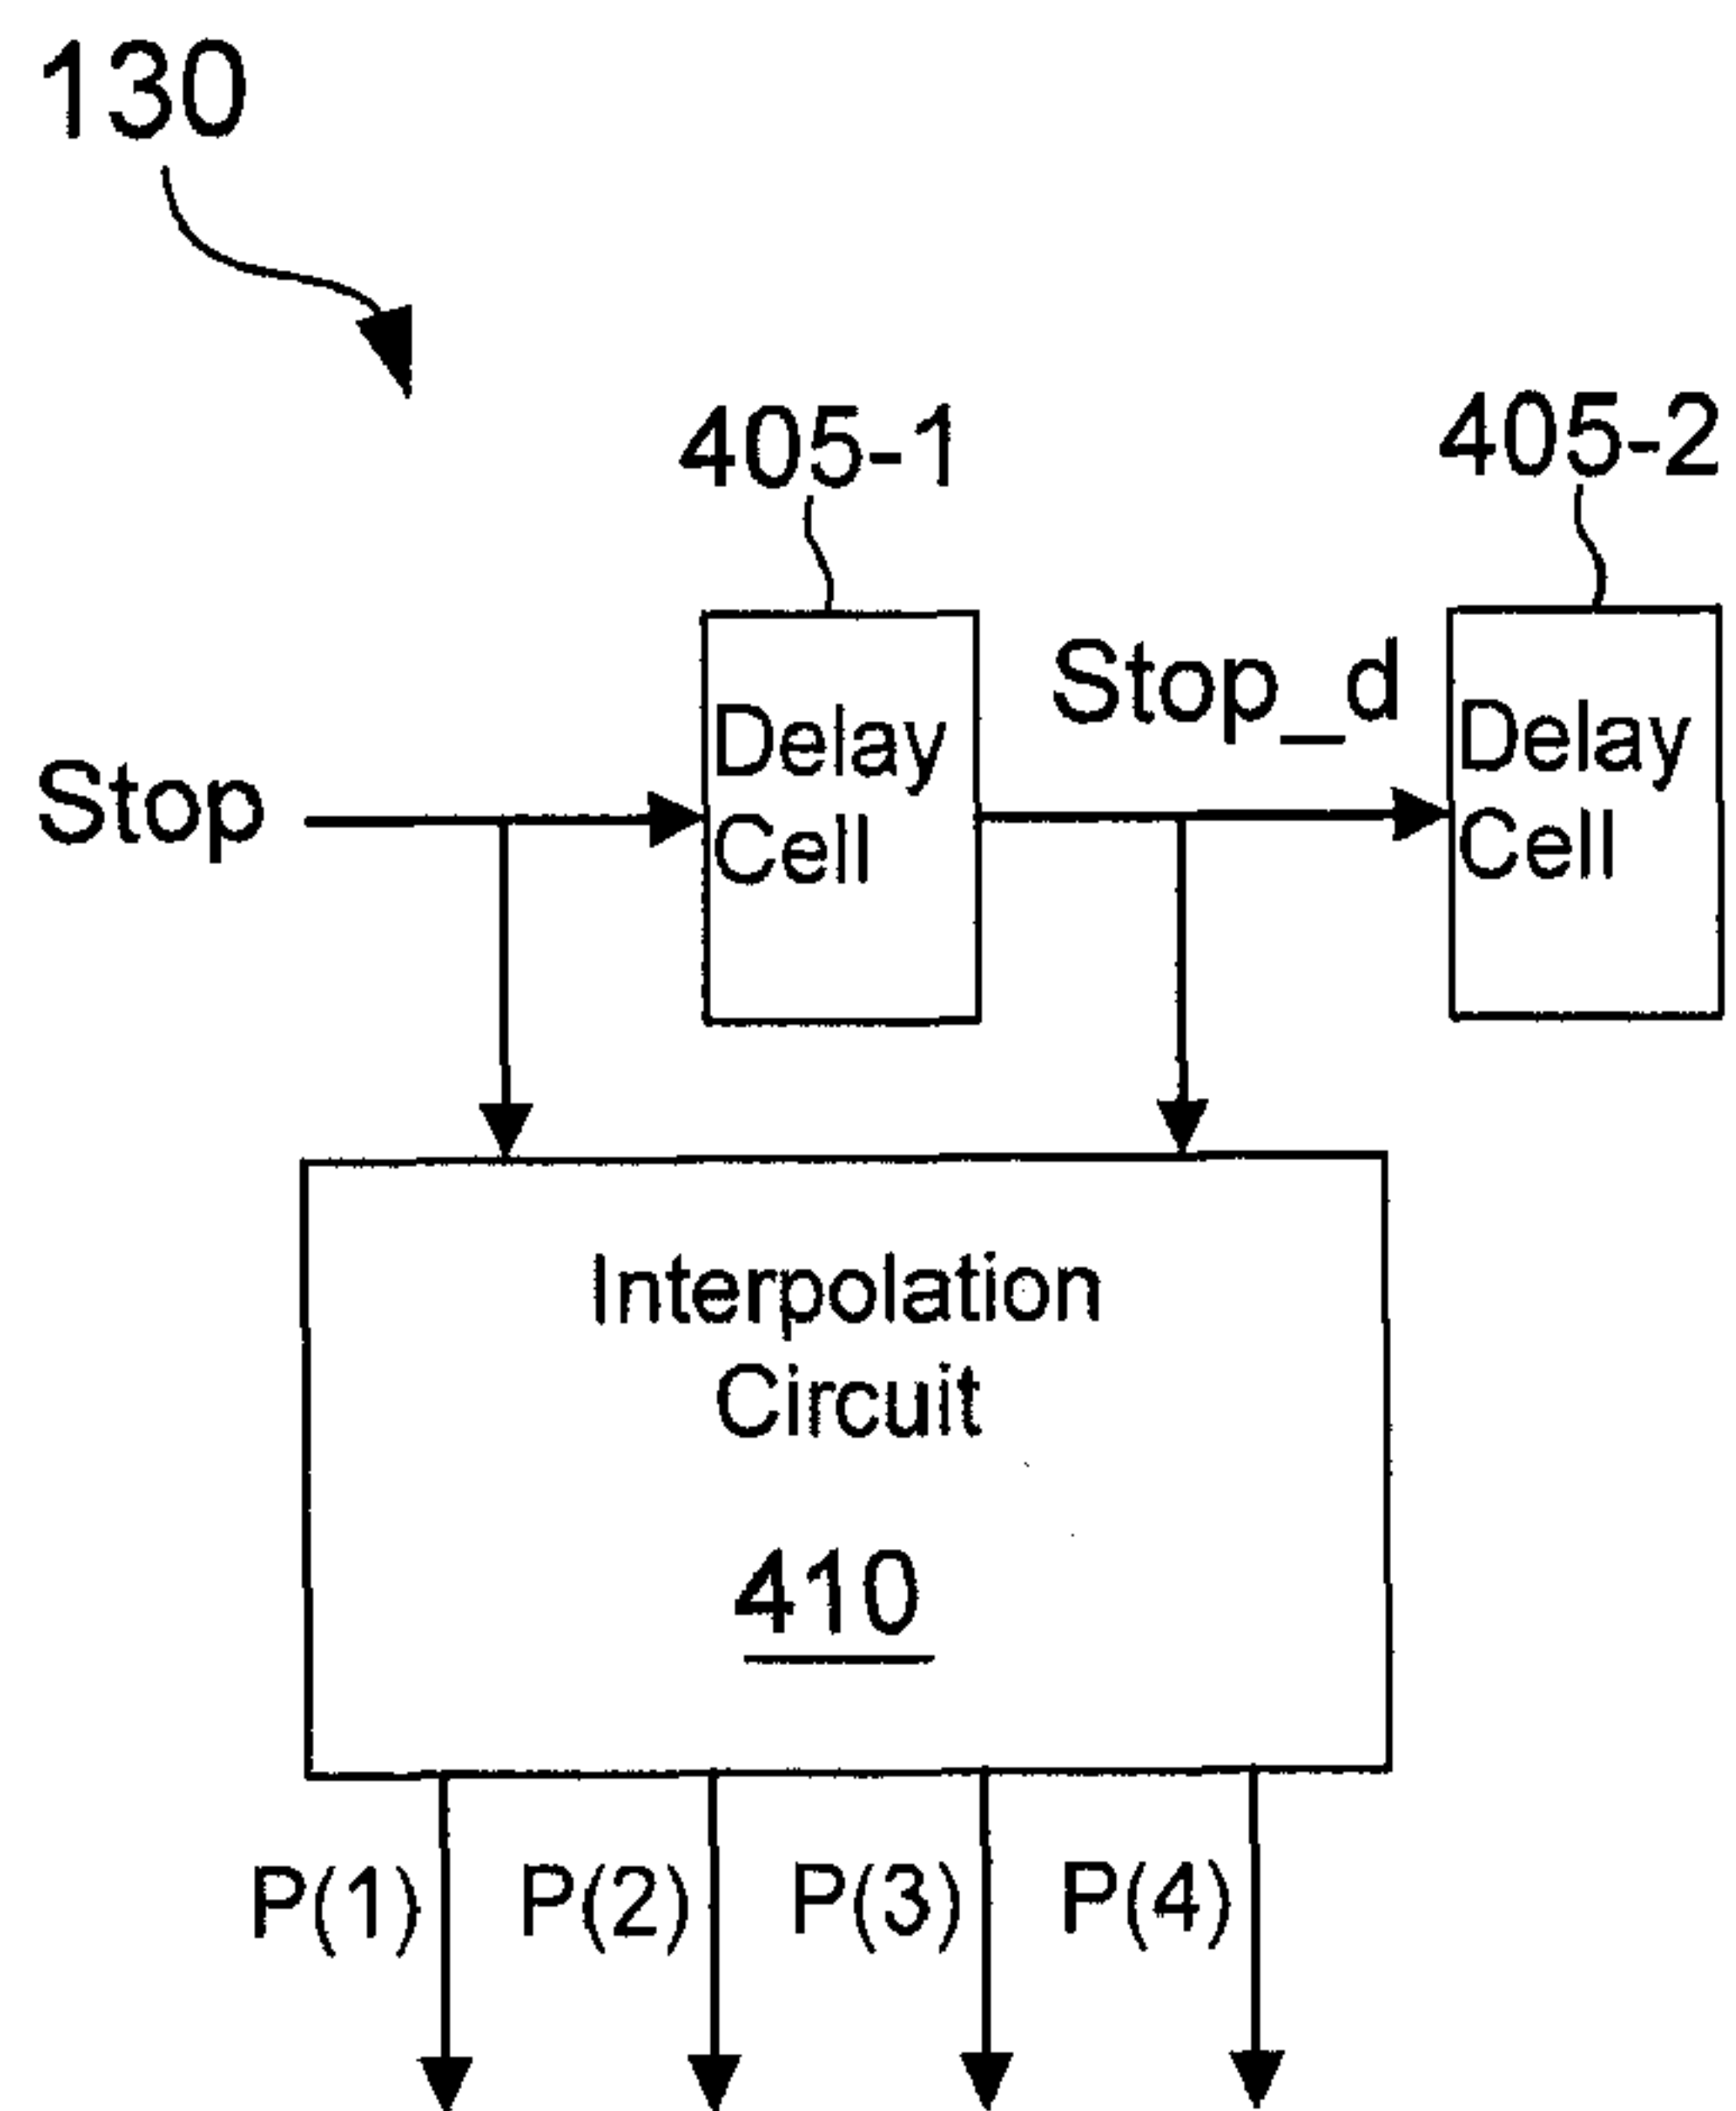 130
405-1
405-2
Stop
Delay
Cell
Stop_d
Delay
Cell
Interpolation
Circuit
410
P(1)
P(2)
P(3)
P(4)